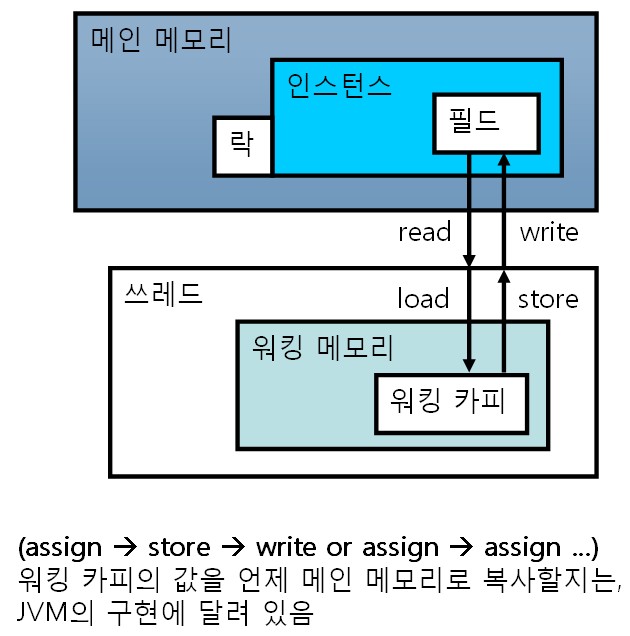 메인 메모리
인스턴스
필드
락
read
write
쓰레드
load
store
워킹 메모리
워킹 카피
(assign → store → write or assign → assign ...)
워킹 카피의 값을 언제 메인 메모리로 복사할지는,
JVM의 구현에 달려 있음